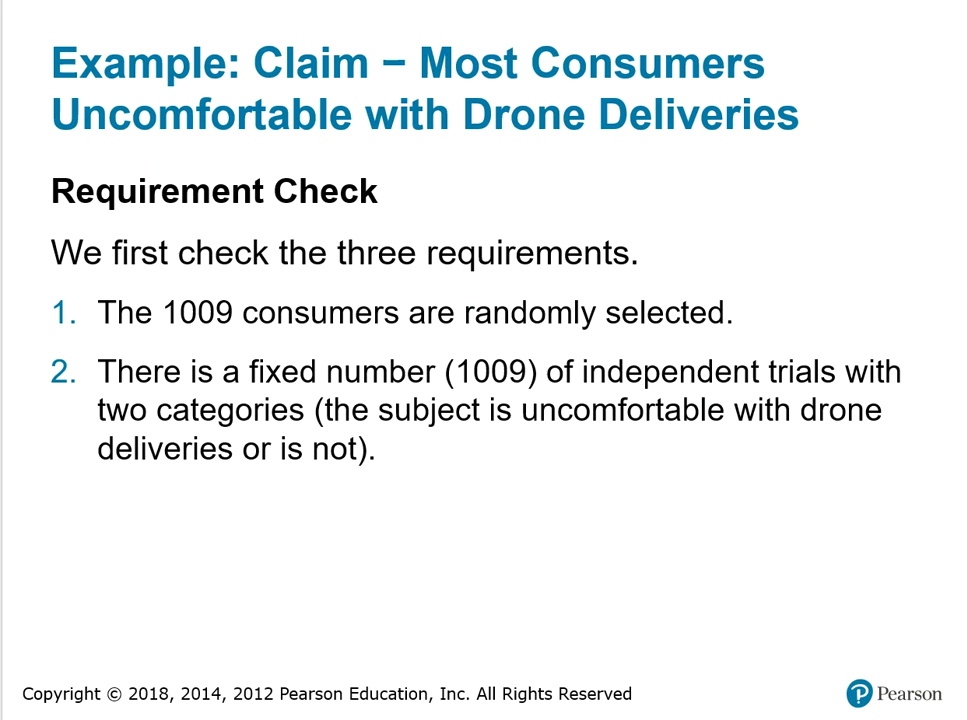 Example: Claim − Most Consumers
Uncomfortable with Drone Deliveries
Requirement Check
We first check the three requirements.
1. The 1009 consumers are randomly selected.
2. There is a fixed number (1009) of independent trials with
two categories (the subject is uncomfortable with drone
deliveries or is not).
Copyright © 2018, 2014, 2012 Pearson Education, Inc. All Rights Reserved
P Pearson